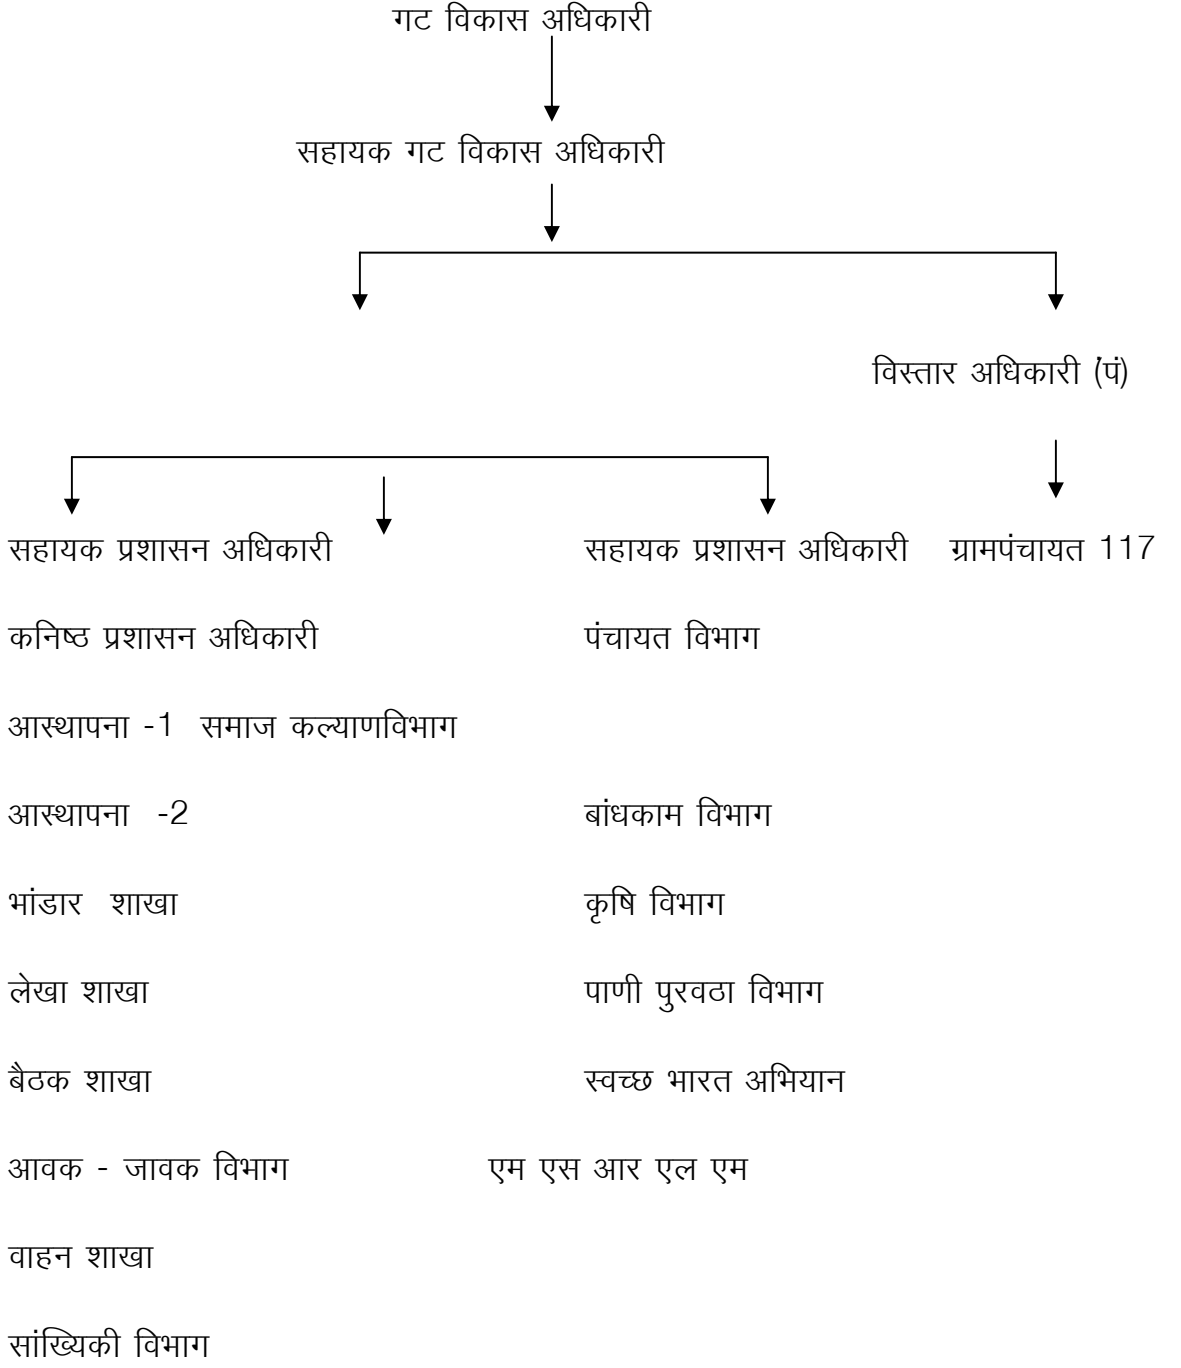 गट विकास अधिकारी
सहायक गट विकास अधिकारी
विस्तार अधिकारी (पं)
सहायक प्रशासन अधिकारी सहायक प्रशासन अधिकारी ग्रामपंचायत 117
कनिष्ठ प्रशासन अधिकारी पंचायत विभाग
आस्थापना -1 समाज कल्याणविभाग
आस्थापना -2 बांधकाम विभाग
भांडार शाखा कृषि विभाग
लेखा शाखा पाणी पुरवठा विभाग
बैठक शाखा स्वच्छ भारत अभियान
आवक - जावक विभाग एम एस आर एल एम
वाहन शाखा
सांख्यिकी विभाग